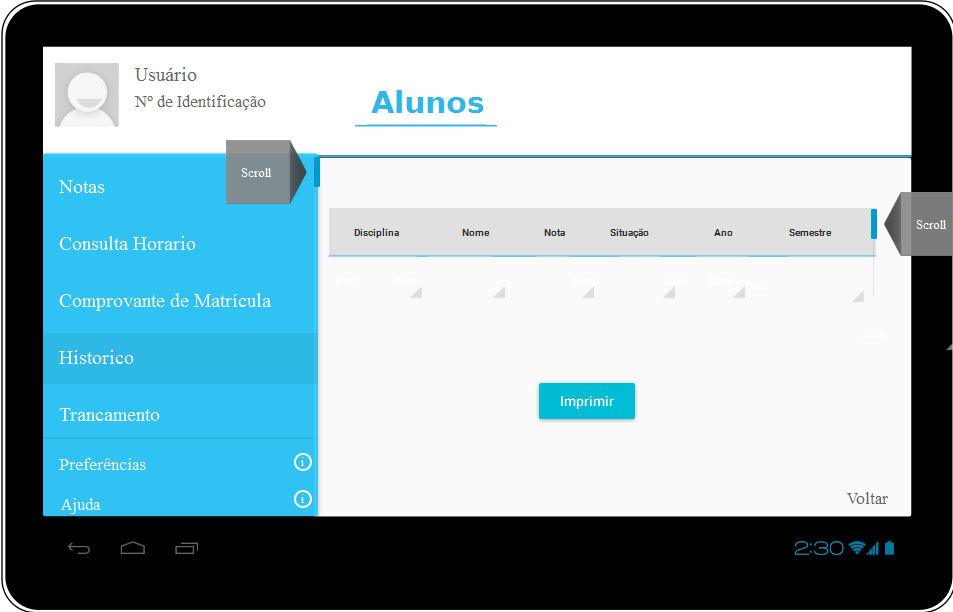 Usuário
Nº de Identificação
Alunos
Scroll
Notas
Consulta Horario
Comprovante de Matrícula
Historico
Trancamento
Preferências
Ajuda
Disciplina Nome Nota Situação Ano Semestre
Scroll
Imprimir
Voltar
2:30